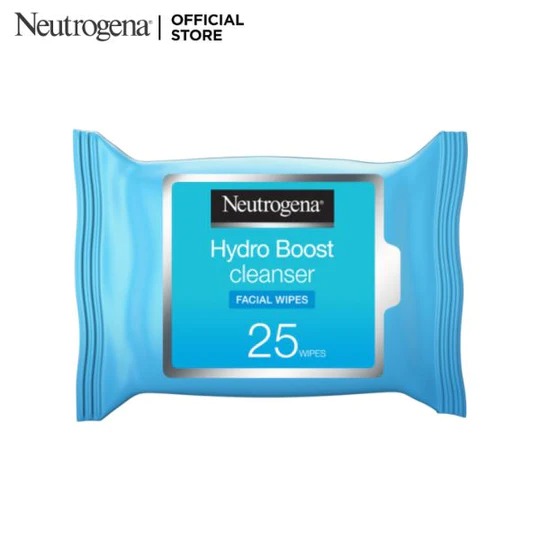 Neutrogena® | OFFICIAL
STORE
Neutrogena®
Hydro Boost
cleanser
FACIAL WIPES
25 WIPES